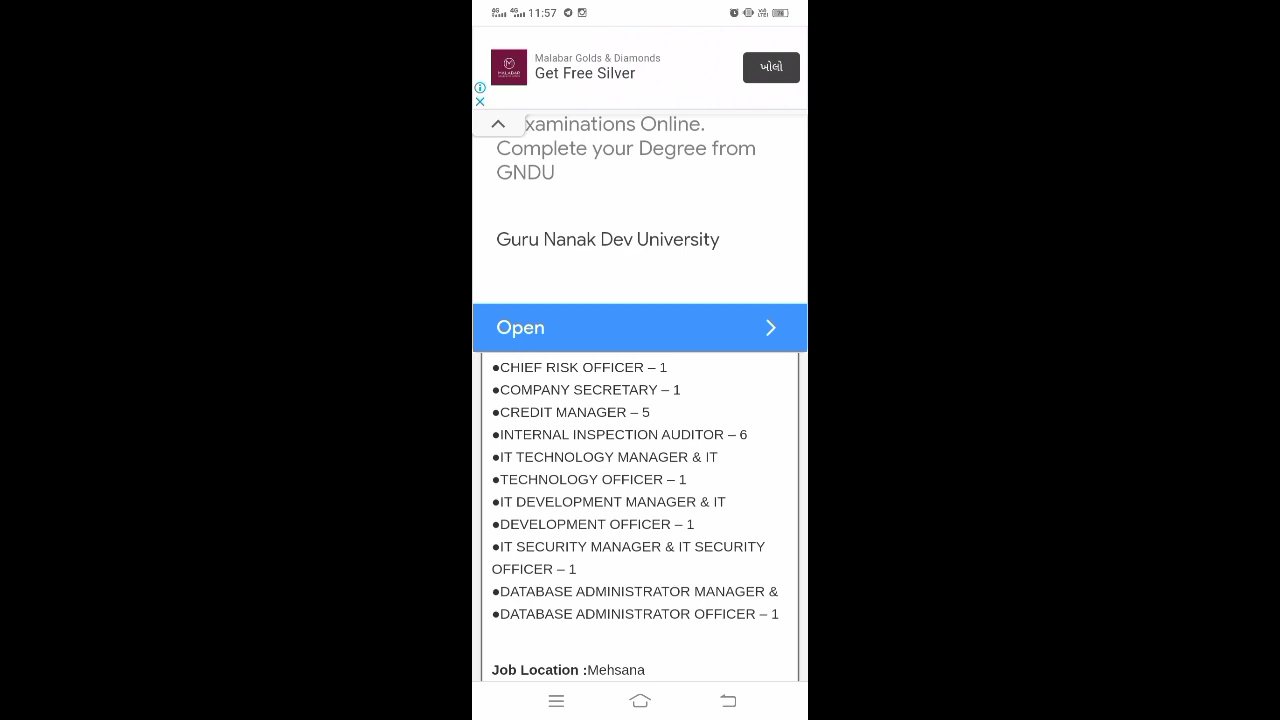 4G 4G 11:57
Malabar Golds & Diamonds
Get Free Silver
ખોલો
MALABAR
xaminations Online.
Complete your Degree from
GNDU
Guru Nanak Dev University
Open
●CHIEF RISK OFFICER – 1
●COMPANY SECRETARY – 1
●CREDIT MANAGER – 5
●INTERNAL INSPECTION AUDITOR – 6
●IT TECHNOLOGY MANAGER & IT
●TECHNOLOGY OFFICER – 1
●IT DEVELOPMENT MANAGER & IT
●DEVELOPMENT OFFICER – 1
●IT SECURITY MANAGER & IT SECURITY
OFFICER – 1
●DATABASE ADMINISTRATOR MANAGER &
●DATABASE ADMINISTRATOR OFFICER – 1
Job Location :Mehsana